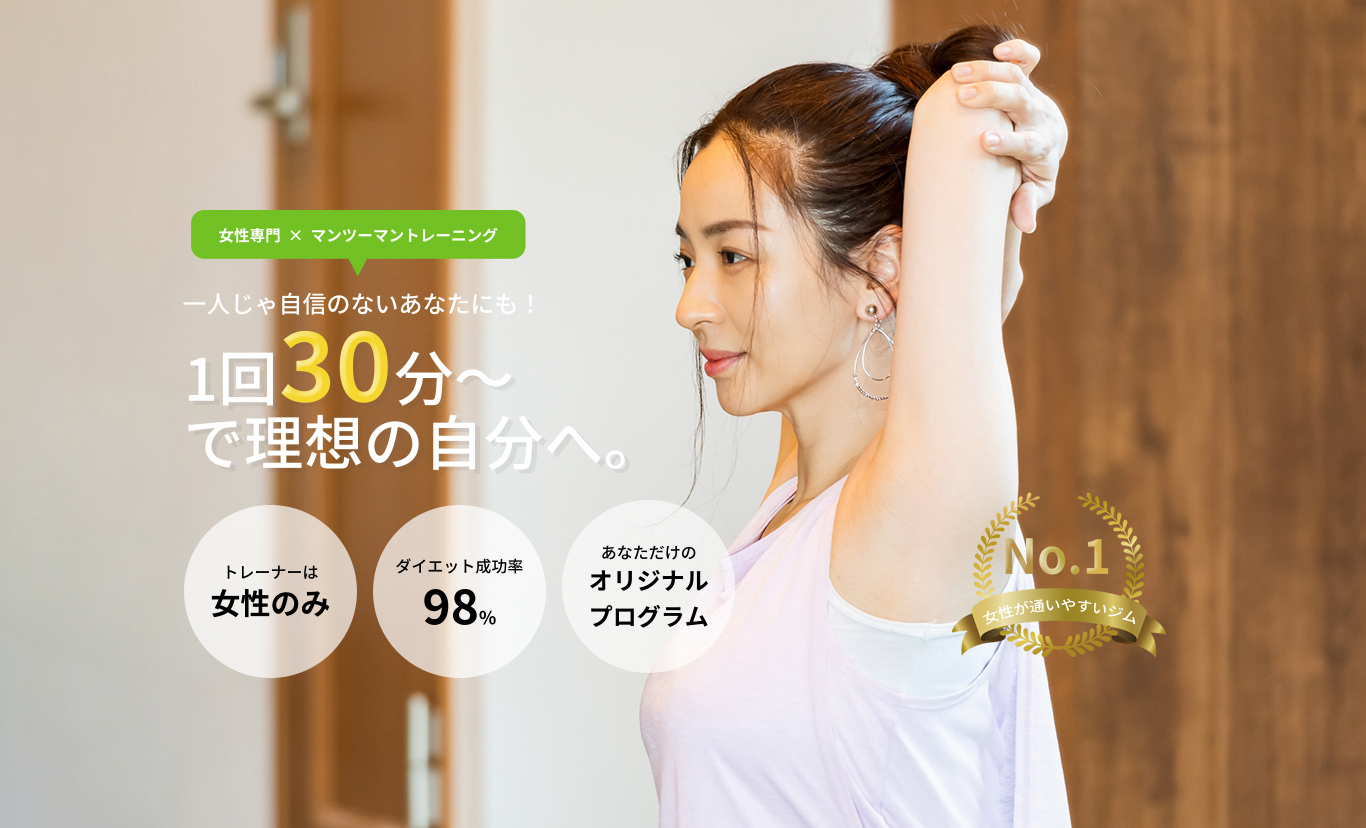 女性専門 × マンツーマントレーニング
一人じゃ自信のないあなたにも！
1回30分～
で理想の自分へ。
トレーナーは
女性のみ
ダイエット成功率
98%
あなただけの
オリジナル
プログラム
No.1
女性が通いやすいジム